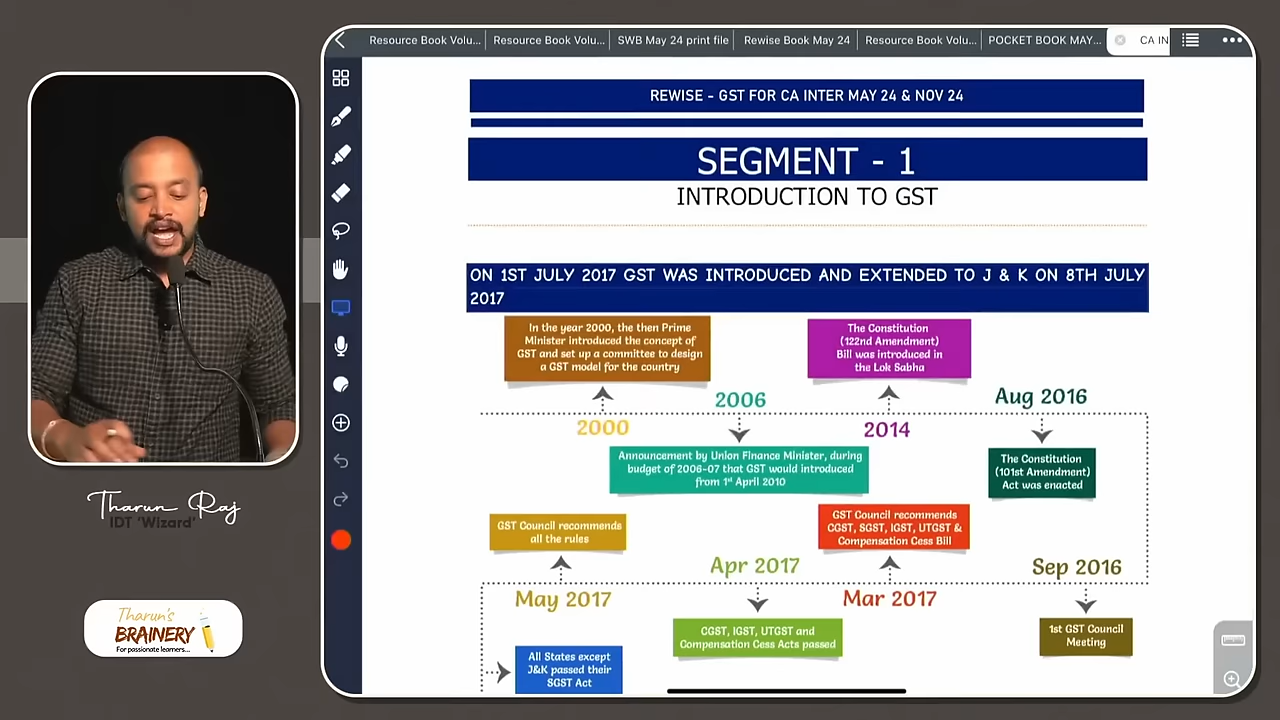 Resource Book Volu...
Resource Book Volu...
SWB May 24 print file
Rewise Book May 24
Resource Book Volu...
POCKET BOOK MAY...
CA IN
REWISE - GST FOR CA INTER MAY 24 & NOV 24
SEGMENT - 1
INTRODUCTION TO GST
ON 1ST JULY 2017 GST WAS INTRODUCED AND EXTENDED TO J & K ON 8TH JULY
2017
In the year 2000, the then Prime
Minister introduced the concept of
GST and set up a committee to design
a GST model for the country
2000
2006
Announcement by Union Finance Minister, during
budget of 2006-07 that GST would introduced
from 1st April 2010
The Constitution
(122nd Amendment)
Bill was introduced in
the Lok Sabha
2014
Aug 2016
The Constitution
(101st Amendment)
Act was enacted
GST Council recommends
all the rules
May 2017
Apr 2017
CGST, IGST, UTGST and
Compensation Cess Acts passed
GST Council recommends
CGST, SGST, IGST, UTGST &
Compensation Cess Bill
Mar 2017
Sep 2016
1st GST Council
Meeting
All States except
J&K passed their
SGST Act
Tharun Raj
IDT 'Wizard'
Tharun's
BRAINERY
For passionate learners...